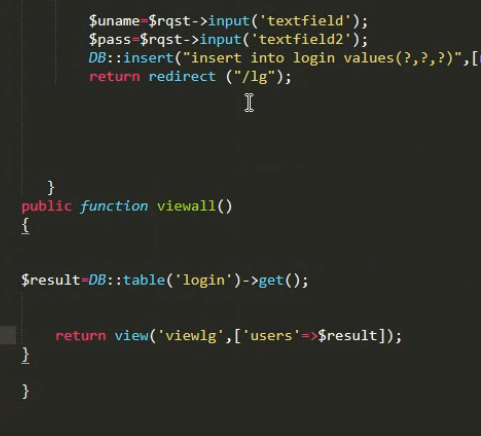 $uname=$rqst->input('textfield');
$pass=$rqst->input('textfield2');
DB::insert("insert into login values(?,?,?)",[
return redirect ("/lg");
}
public function viewall()
{
$result=DB::table('login')->get();
return view('viewlg',['users'=>$result]);
}
}